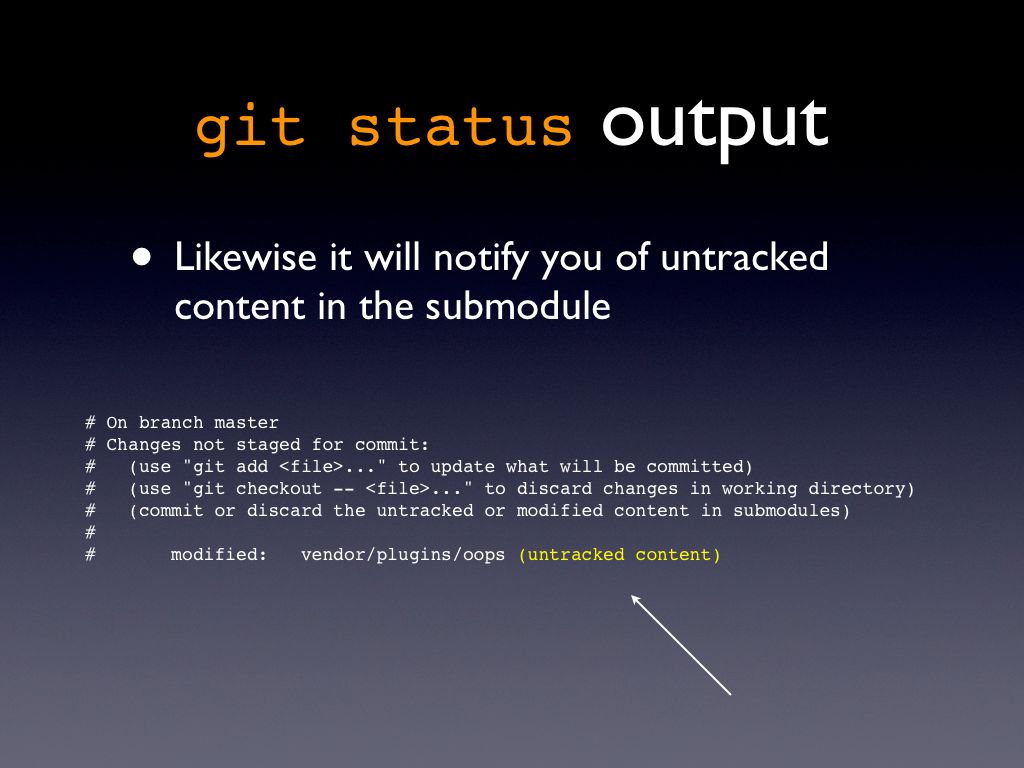 git status output
• Likewise it will notify you of untracked
content in the submodule
# On branch master
# Changes not staged for commit:
#   (use "git add <file>..." to update what will be committed)
#   (use "git checkout -- <file>..." to discard changes in working directory)
#   (commit or discard the untracked or modified content in submodules)
#
#       modified:   vendor/plugins/oops (untracked content)